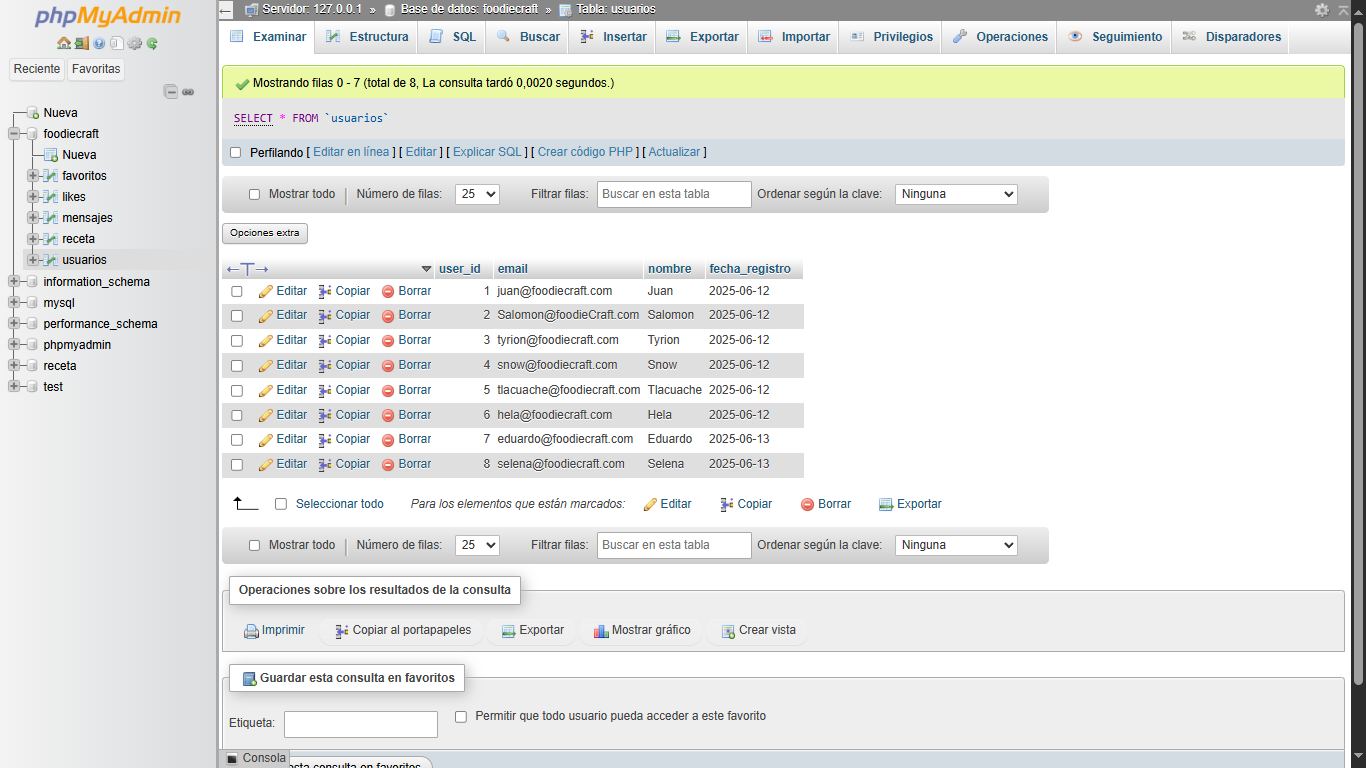 phpMyAdmin
Reciente Favoritas
Nueva
foodiecraft
Nueva
favoritos
likes
mensajes
receta
usuarios
information_schema
mysql
performance_schema
phpmyadmin
receta
test
Servidor: 127.0.0.1 » Base de datos: foodiecraft » Tabla: usuarios
Examinar Estructura SQL Buscar Insertar Exportar Importar Privilegios Operaciones Seguimiento Disparadores
Mostrando filas 0 - 7 (total de 8, La consulta tardó 0,0020 segundos.)
SELECT * FROM `usuarios`
Perfilando [ Editar en línea ] [ Editar ] [ Explicar SQL ] [ Crear código PHP ] [ Actualizar ]
Mostrar todo Número de filas: 25 Filtrar filas: Buscar en esta tabla Ordenar según la clave: Ninguna
Opciones extra
←T→ user_id email nombre fecha_registro
Editar Copiar Borrar 1 juan@foodiecraft.com Juan 2025-06-12
Editar Copiar Borrar 2 Salomon@foodieCraft.com Salomon 2025-06-12
Editar Copiar Borrar 3 tyrion@foodiecraft.com Tyrion 2025-06-12
Editar Copiar Borrar 4 snow@foodiecraft.com Snow 2025-06-12
Editar Copiar Borrar 5 tlacuache@foodiecraft.com Tlacuache 2025-06-12
Editar Copiar Borrar 6 hela@foodiecraft.com Hela 2025-06-12
Editar Copiar Borrar 7 eduardo@foodiecraft.com Eduardo 2025-06-13
Editar Copiar Borrar 8 selena@foodiecraft.com Selena 2025-06-13
Seleccionar todo Para los elementos que están marcados: Editar Copiar Borrar Exportar
Mostrar todo Número de filas: 25 Filtrar filas: Buscar en esta tabla Ordenar según la clave: Ninguna
Operaciones sobre los resultados de la consulta
Imprimir Copiar al portapapeles Exportar Mostrar gráfico Crear vista
Guardar esta consulta en favoritos
Etiqueta: Permitir que todo usuario pueda acceder a este favorito
Consola
esta consulta en favoritos